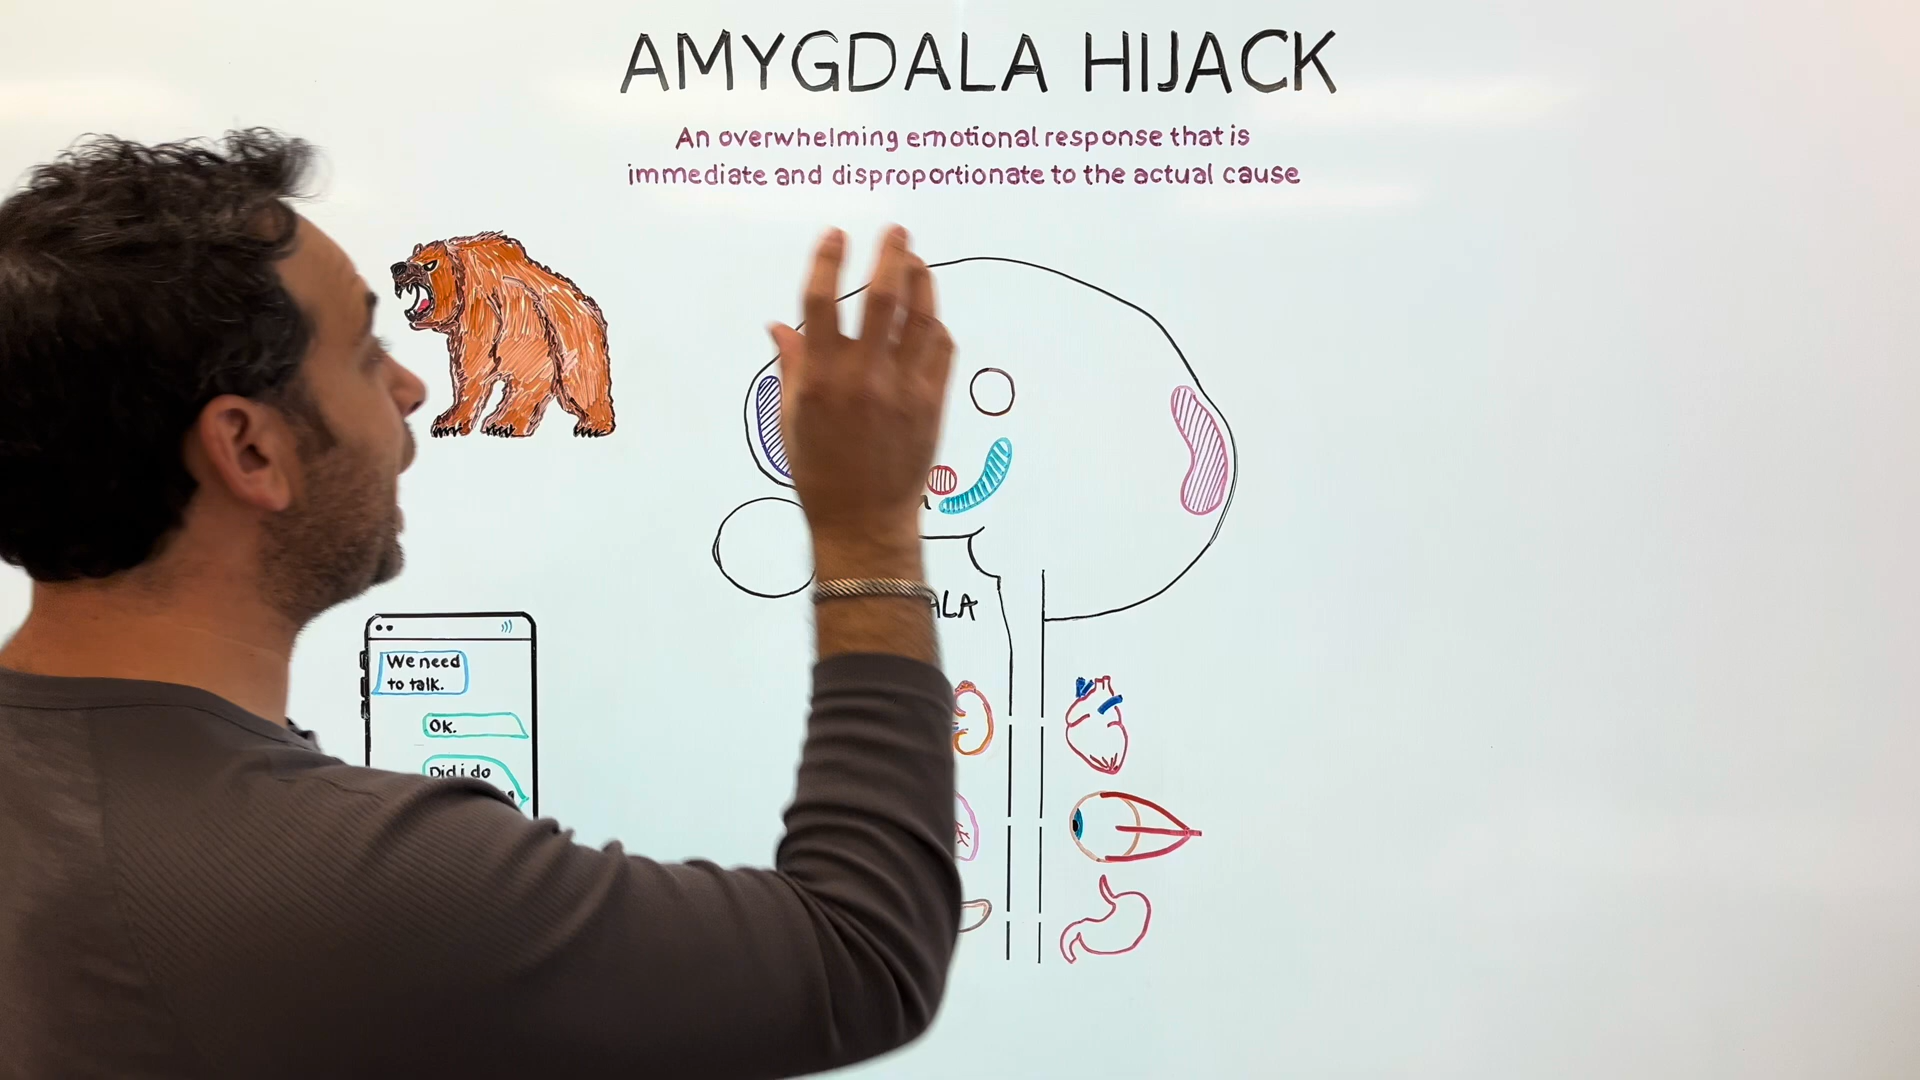 AMYGDALA HIJACK
An overwhelming emotional response that is
immediate and disproportionate to the actual cause
ALA
We need
to talk.
Ok.
Did i do